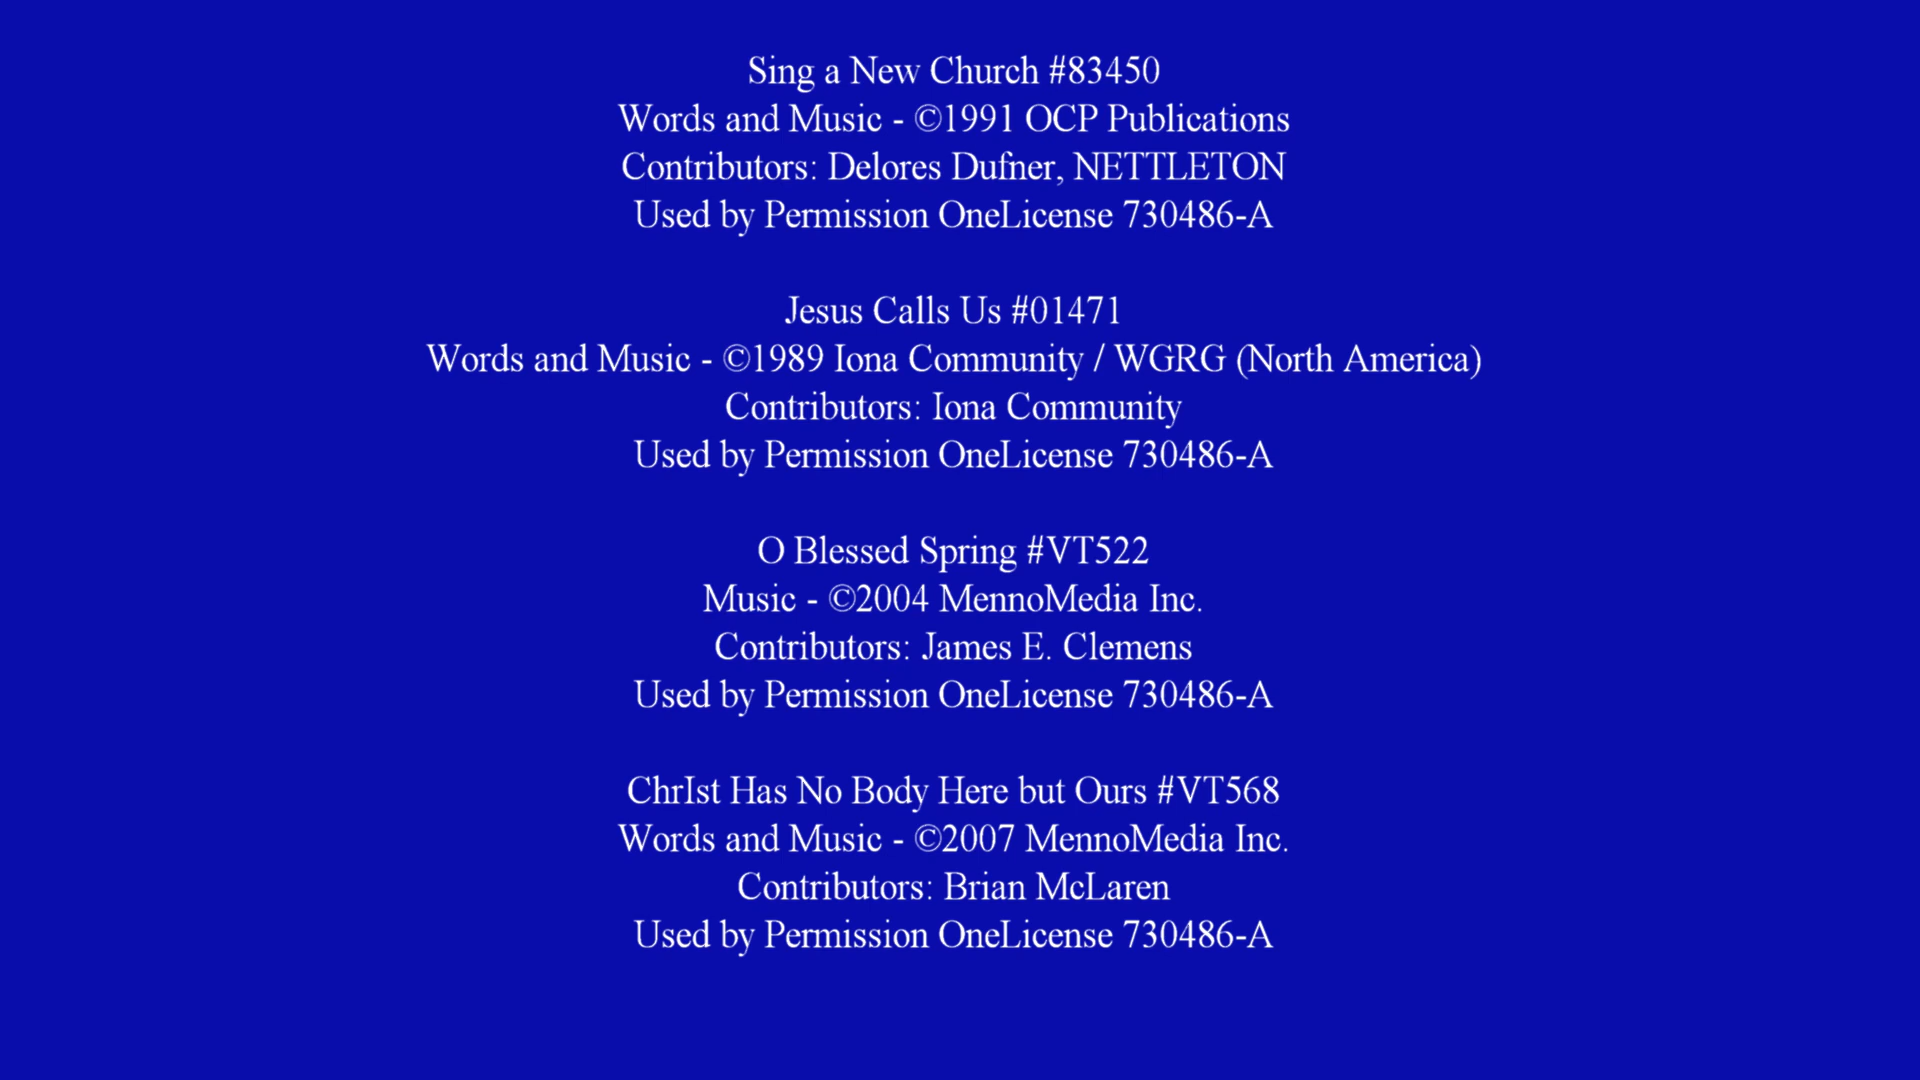 Sing a New Church #83450
Words and Music - ©1991 OCP Publications
Contributors: Delores Dufner, NETTLETON
Used by Permission OneLicense 730486-A
Jesus Calls Us #01471
Words and Music - ©1989 Iona Community / WGRG (North America)
Contributors: Iona Community
Used by Permission OneLicense 730486-A
O Blessed Spring #VT522
Music - ©2004 MennoMedia Inc.
Contributors: James E. Clemens
Used by Permission OneLicense 730486-A
ChrIst Has No Body Here but Ours #VT568
Words and Music - ©2007 MennoMedia Inc.
Contributors: Brian McLaren
Used by Permission OneLicense 730486-A